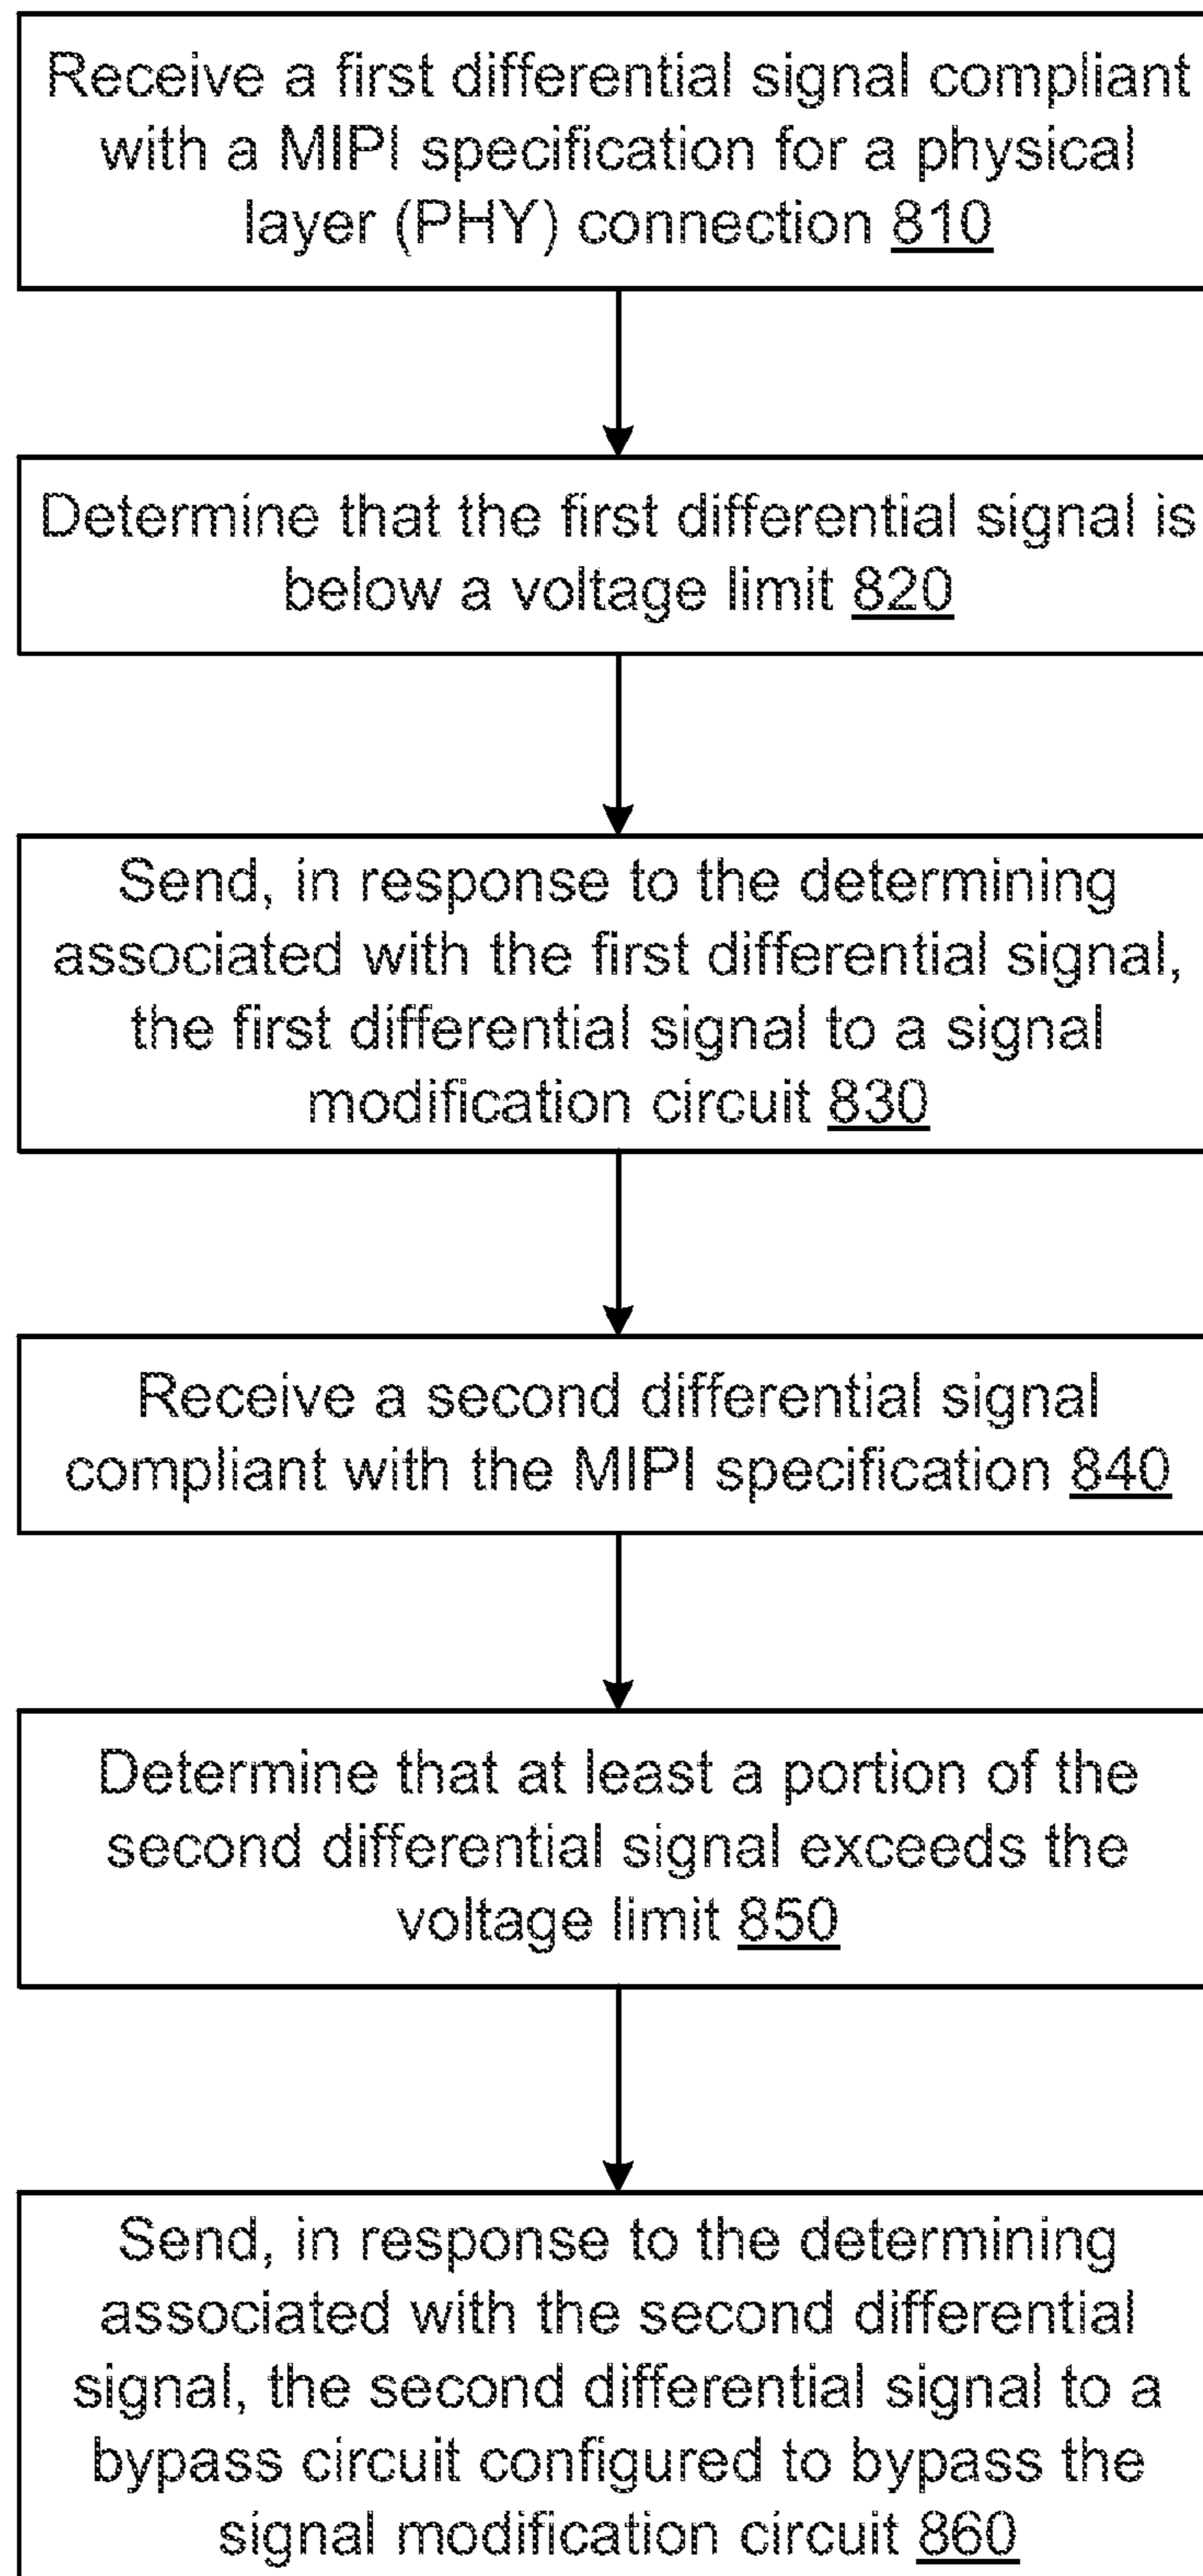 Receive a first differential signal compliant
with a MIPI specification for a physical
layer (PHY) connection 810
Determine that the first differential signal is
below a voltage limit 820
Send, in response to the determining
associated with the first differential signal,
the first differential signal to a signal
modification circuit 830
Receive a second differential signal
compliant with the MIPI specification 840
Determine that at least a portion of the
second differential signal exceeds the
voltage limit 850
Send, in response to the determining
associated with the second differential
signal, the second differential signal to a
bypass circuit configured to bypass the
signal modification circuit 860